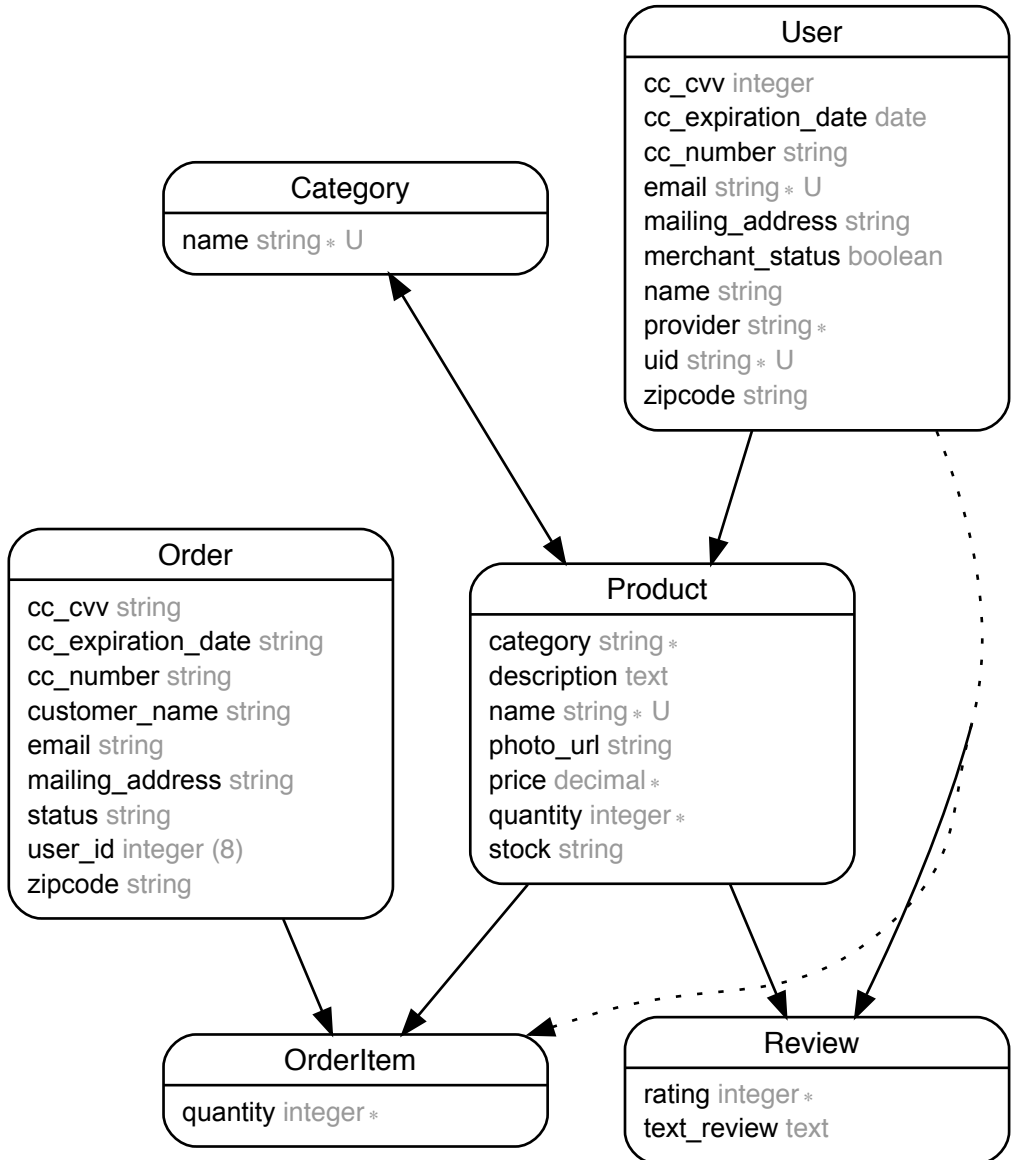 User
cc_cvv integer
cc_expiration_date date
cc_number string
email string * U
mailing_address string
merchant_status boolean
name string
provider string *
uid string * U
zipcode string
Category
name string * U
Order
cc_cvv string
cc_expiration_date string
cc_number string
customer_name string
email string
mailing_address string
status string
user_id integer (8)
zipcode string
Product
category string *
description text
name string * U
photo_url string
price decimal *
quantity integer *
stock string
OrderItem
quantity integer *
Review
rating integer *
text_review text